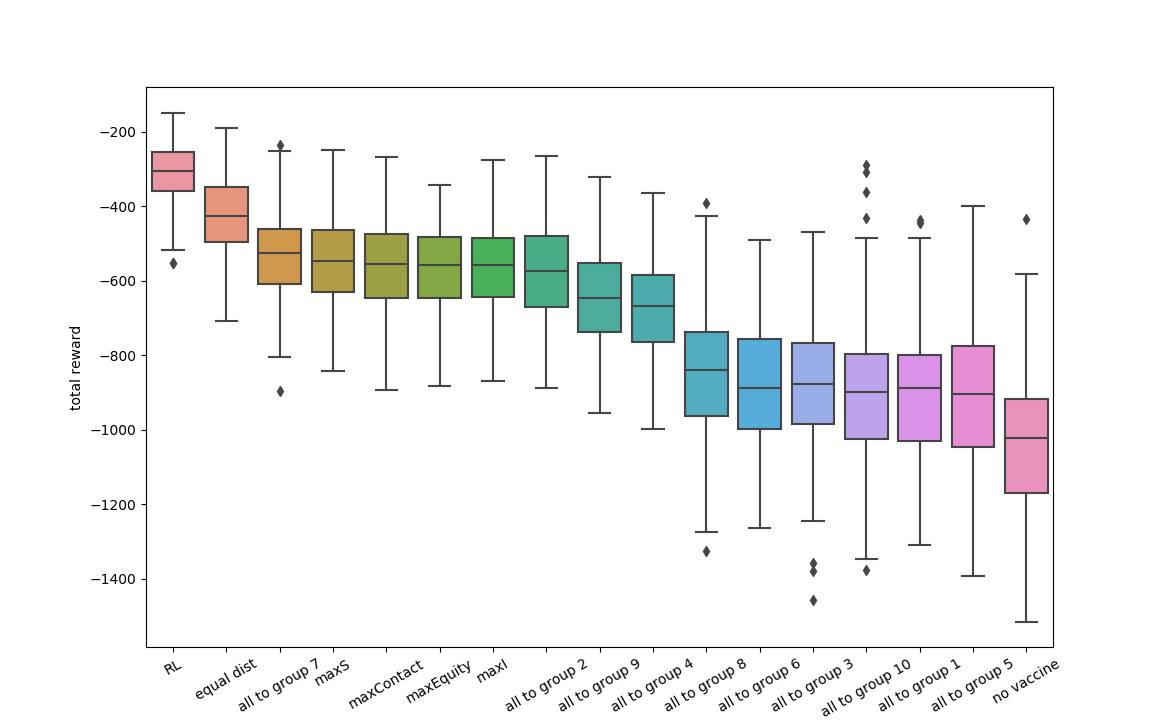 −200
−400
−600
−800
−1000
−1200
−1400
total reward
RL
equal dist
all to group 7
maxS
maxContact
maxEquity
maxI
all to group 2
all to group 9
all to group 4
all to group 8
all to group 6
all to group 3
all to group 10
all to group 1
all to group 5
no vaccine